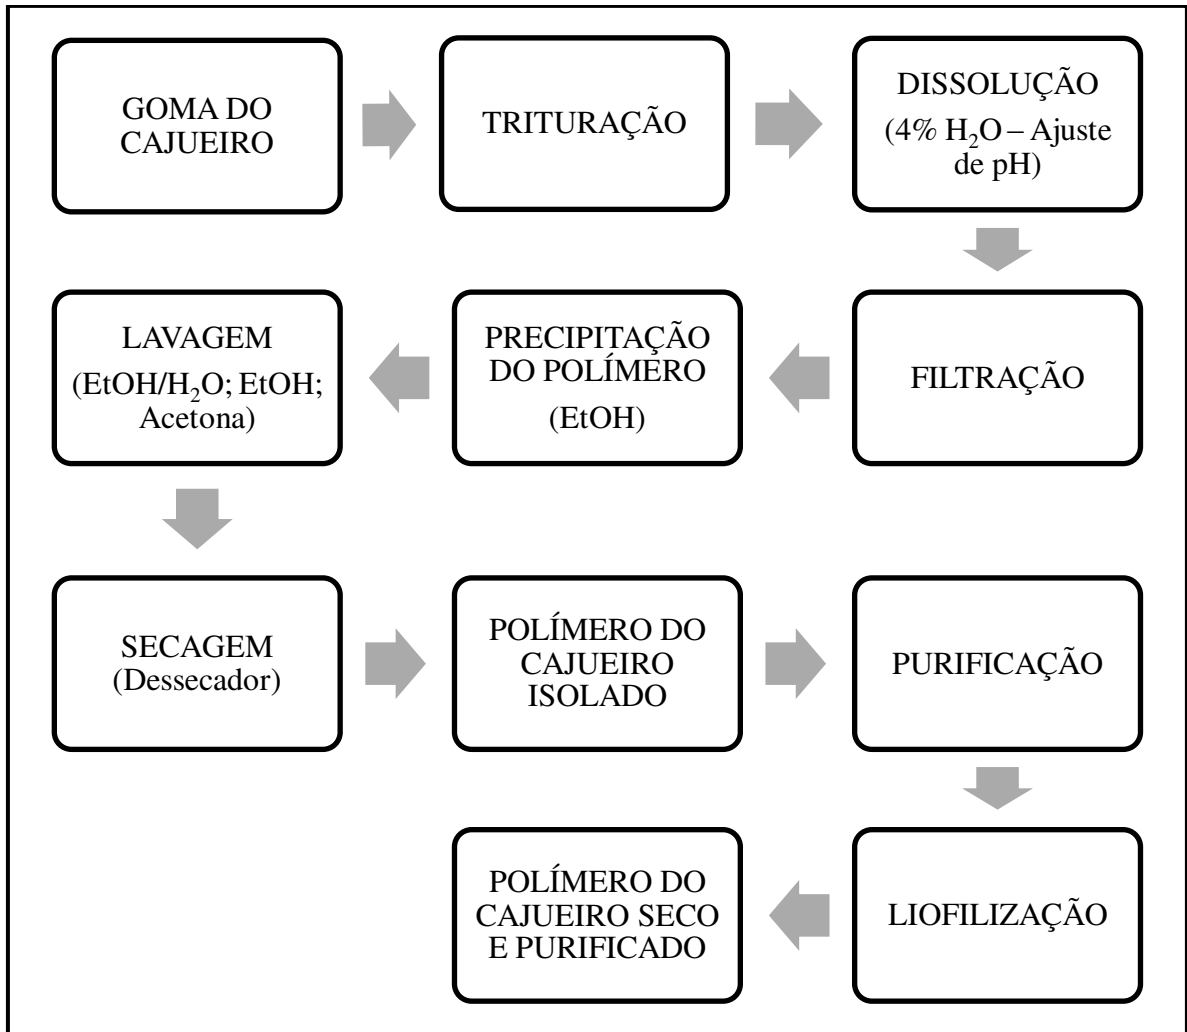 GOMA DO
CAJUEIRO
TRITURAÇÃO
DISSOLUÇÃO
(4% H₂O – Ajuste
de pH)
FILTRAÇÃO
PRECIPITAÇÃO
DO POLÍMERO
(EtOH)
LAVAGEM
(EtOH/H₂O; EtOH;
Acetona)
SECAGEM
(Dessecador)
POLÍMERO DO
CAJUEIRO
ISOLADO
PURIFICAÇÃO
LIOFILIZAÇÃO
POLÍMERO DO
CAJUEIRO SECO
E PURIFICADO